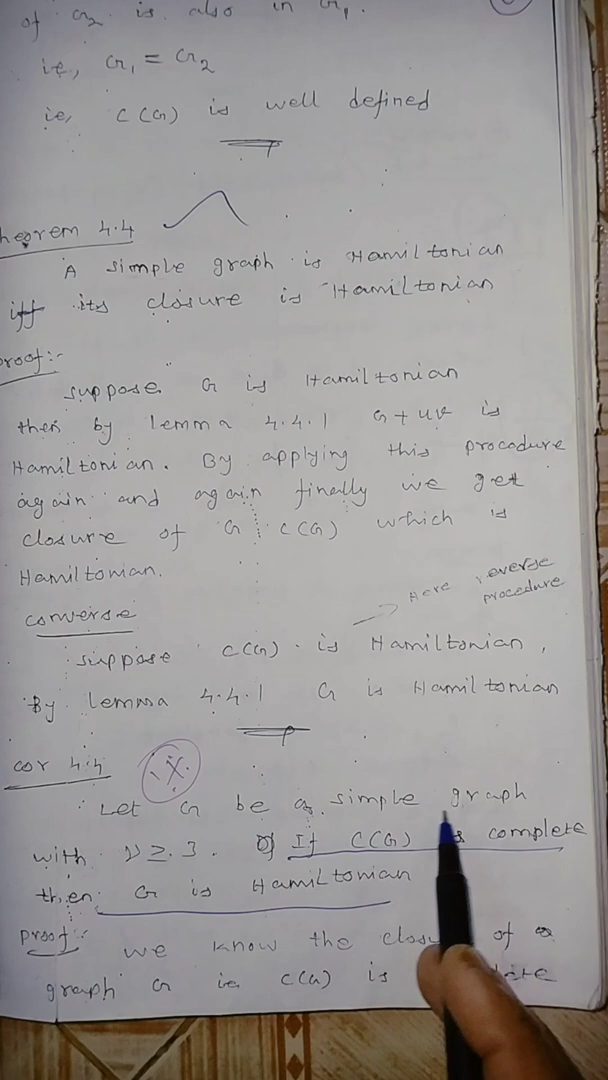 of G2 is also in G1.
ie, G1 = G2
ie, C(G) is well defined
heorem 4.4
A simple graph is Hamiltonian
iff its closure is Hamiltonian
proof:-
suppose G is Hamiltonian
then by lemma 4.4.1 G+uv is
Hamiltonian. By applying this procedure
again and again finally we get
closure of G C(G) which is
Hamiltonian.
converse
Here reverse
procedure
suppose C(G) is Hamiltonian,
By lemma 4.4.1 G is Hamiltonian
cor 4.4
Let G be a simple graph
with ν ≥ 3. If C(G) is complete
then G is Hamiltonian
proof:-
we know the of a
graph G ie C(G) is